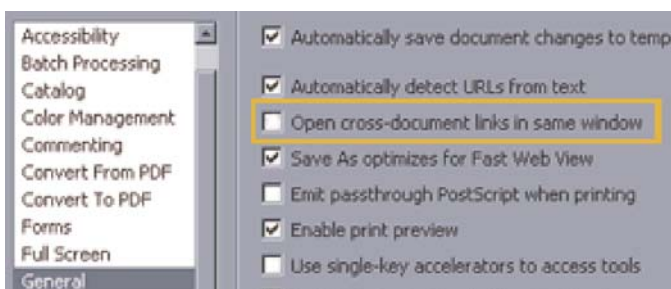 Accessibility
Batch Processing
Catalog
Color Management
Commenting
Convert From PDF
Convert To PDF
Forms
Full Screen
General
Automatically save document changes to temp
Automatically detect URLs from text
Open cross-document links in same window
Save As optimizes for Fast Web View
Emit passthrough PostScript when printing
Enable print preview
Use single-key accelerators to access tools